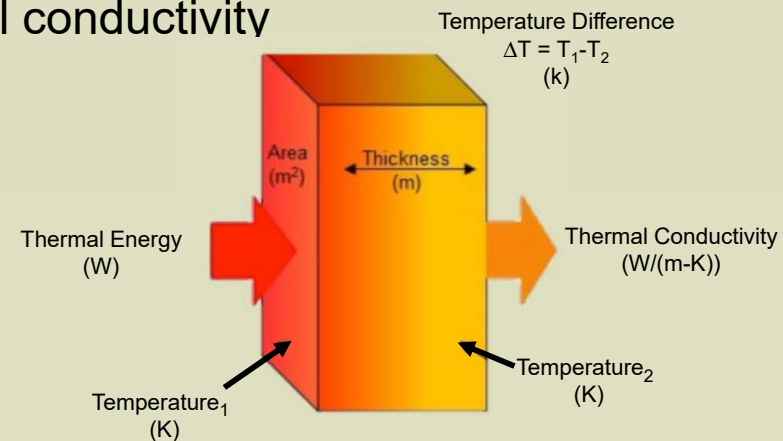 l conductivity
Temperature Difference
ΔT = T₁-T₂
(k)
Area
(m²)
Thickness
(m)
Thermal Energy
(W)
Thermal Conductivity
(W/(m-K))
Temperature₁
(K)
Temperature₂
(K)